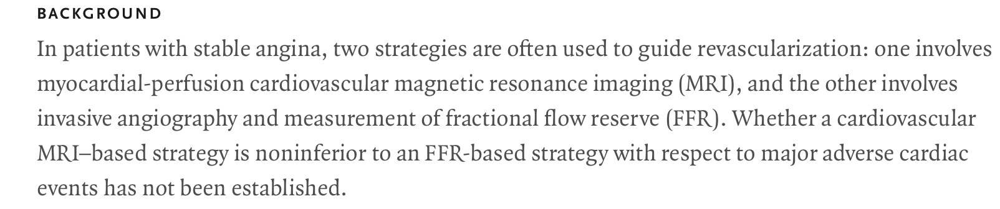 BACKGROUND
In patients with stable angina, two strategies are often used to guide revascularization: one involves
myocardial-perfusion cardiovascular magnetic resonance imaging (MRI), and the other involves
invasive angiography and measurement of fractional flow reserve (FFR). Whether a cardiovascular
MRI–based strategy is noninferior to an FFR-based strategy with respect to major adverse cardiac
events has not been established.